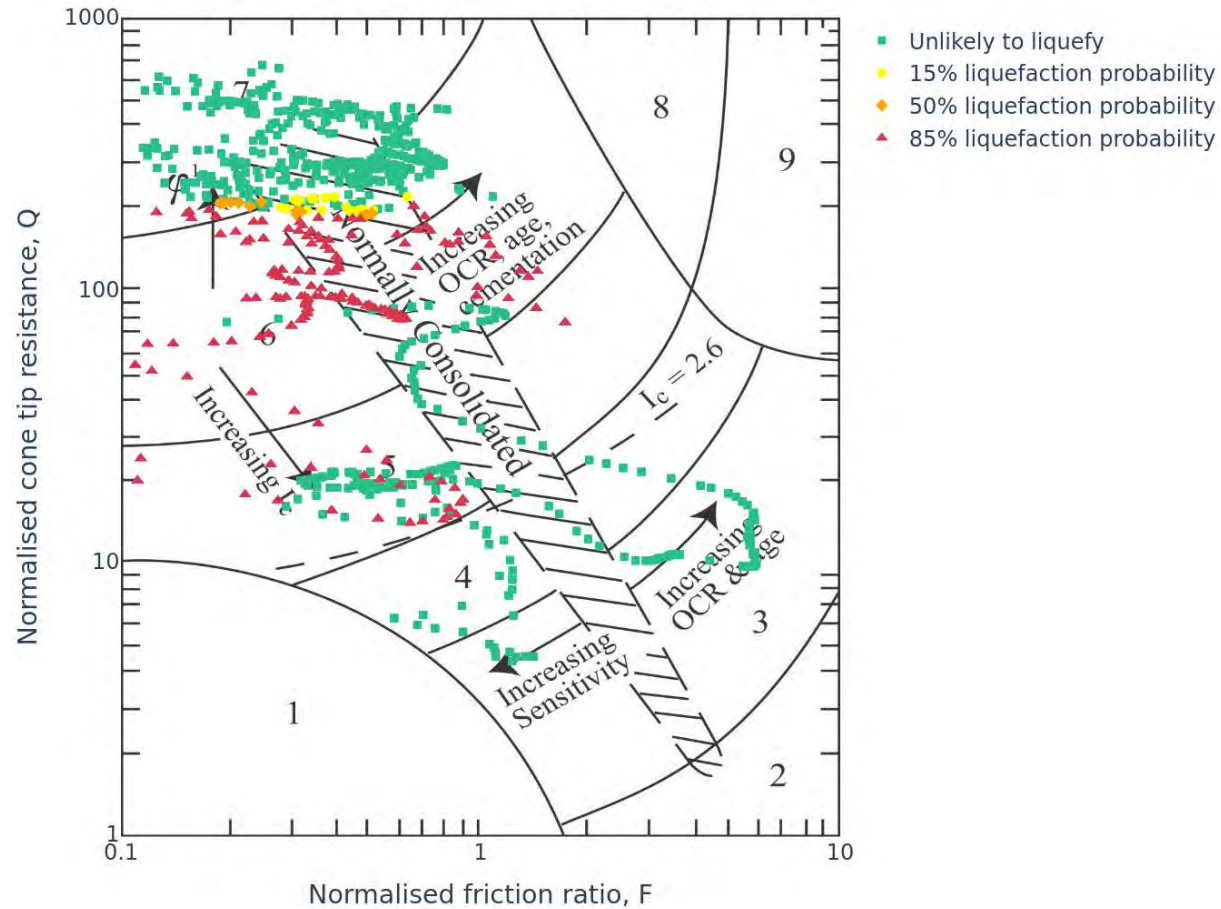 1000
100
10
1
0.1
1
10
Normalised cone tip resistance, Q
Normalised friction ratio, F
Unlikely to liquefy
15% liquefaction probability
50% liquefaction probability
85% liquefaction probability
7
8
9
φ'
Increasing
OCR, age,
cementation
Normally
Consolidated
6
I_c = 2.6
Increasing
5
4
Increasing
OCR & age
3
Increasing
Sensitivity
1
2